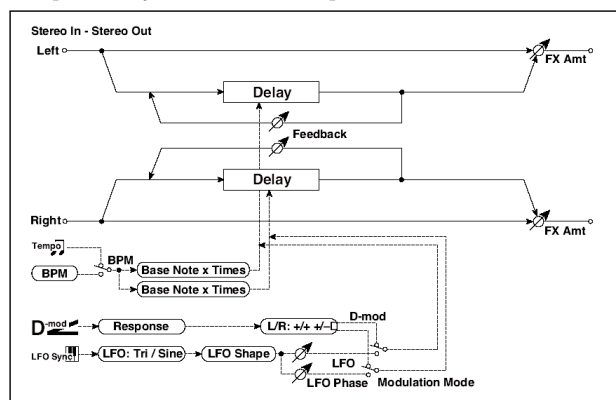 Stereo In - Stereo Out
Left
FX Amt
Delay
Feedback
Delay
Right
FX Amt
Tempo
BPM
BPM
Base Note x Times
Base Note x Times
D-mod
D-mod
Response
L/R: +/+ +/–
LFO Sync
LFO: Tri / Sine
LFO Shape
LFO
LFO Phase
Modulation Mode